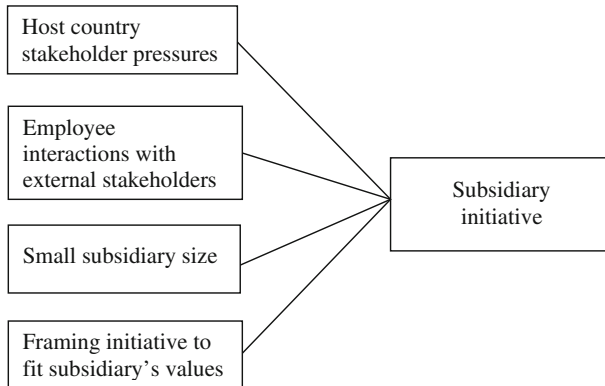 Host country
stakeholder pressures
Employee
interactions with
external stakeholders
Small subsidiary size
Framing initiative to
fit subsidiary's values
Subsidiary
initiative